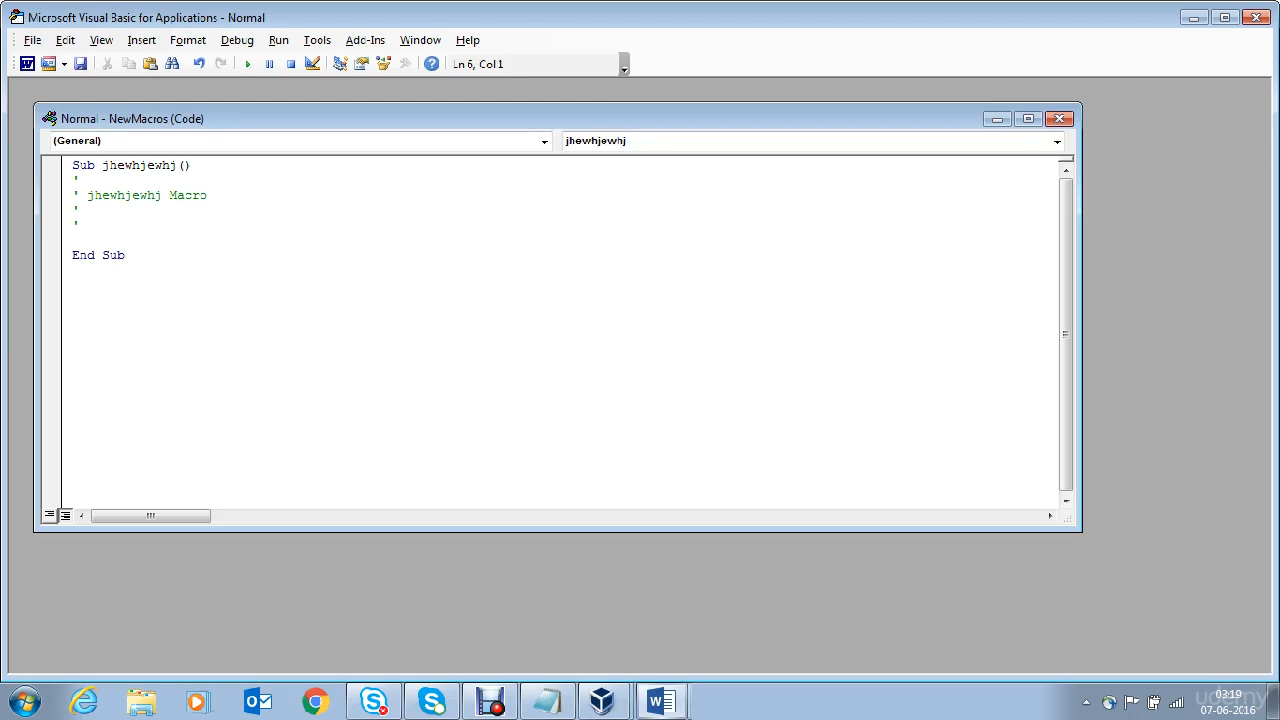 Microsoft Visual Basic for Applications - Normal
File Edit View Insert Format Debug Run Tools Add-Ins Window Help
Ln 6, Col 1
Normal - NewMacros (Code)
(General) jhewhjewhj
Sub jhewhjewhj()
'
' jhewhjewhj Macro
'
'
End Sub
03:19
udemy
07-06-2016